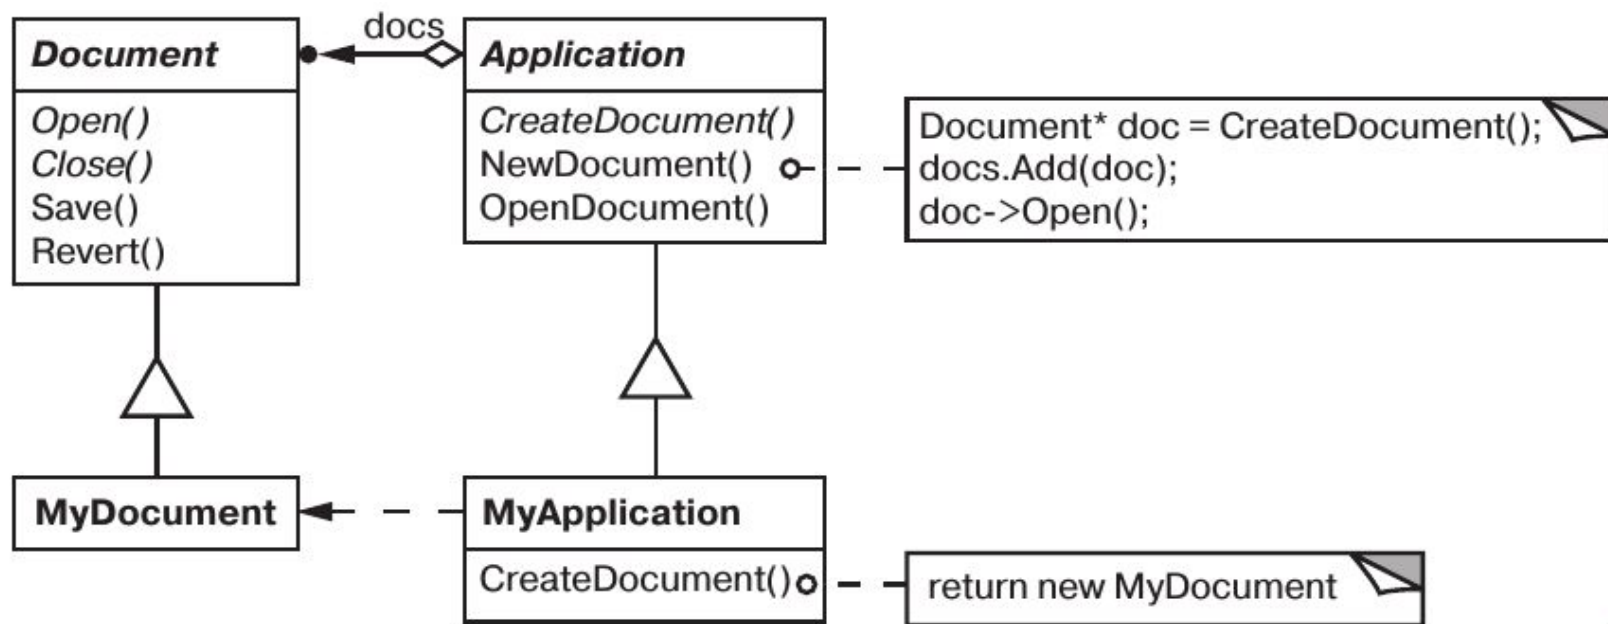 docs
Document
Open()
Close()
Save()
Revert()
Application
CreateDocument()
NewDocument()
OpenDocument()
Document* doc = CreateDocument();
docs.Add(doc);
doc->Open();
MyDocument
MyApplication
CreateDocument()
return new MyDocument